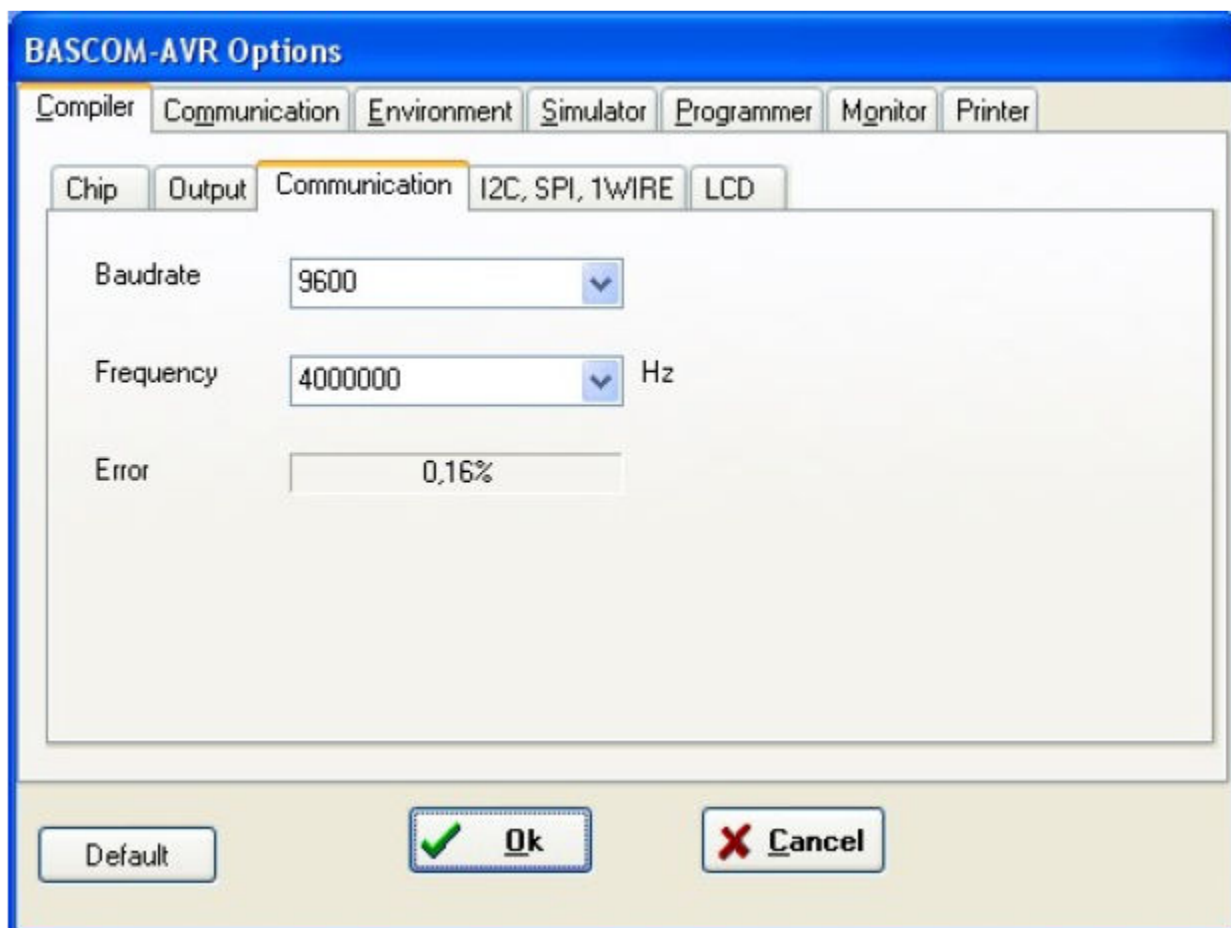 BASCOM-AVR Options
Compiler Communication Environment Simulator Programmer Monitor Printer
Chip Output Communication I2C, SPI, 1WIRE LCD
Baudrate 9600
Frequency 4000000 Hz
Error 0,16%
Default Ok Cancel